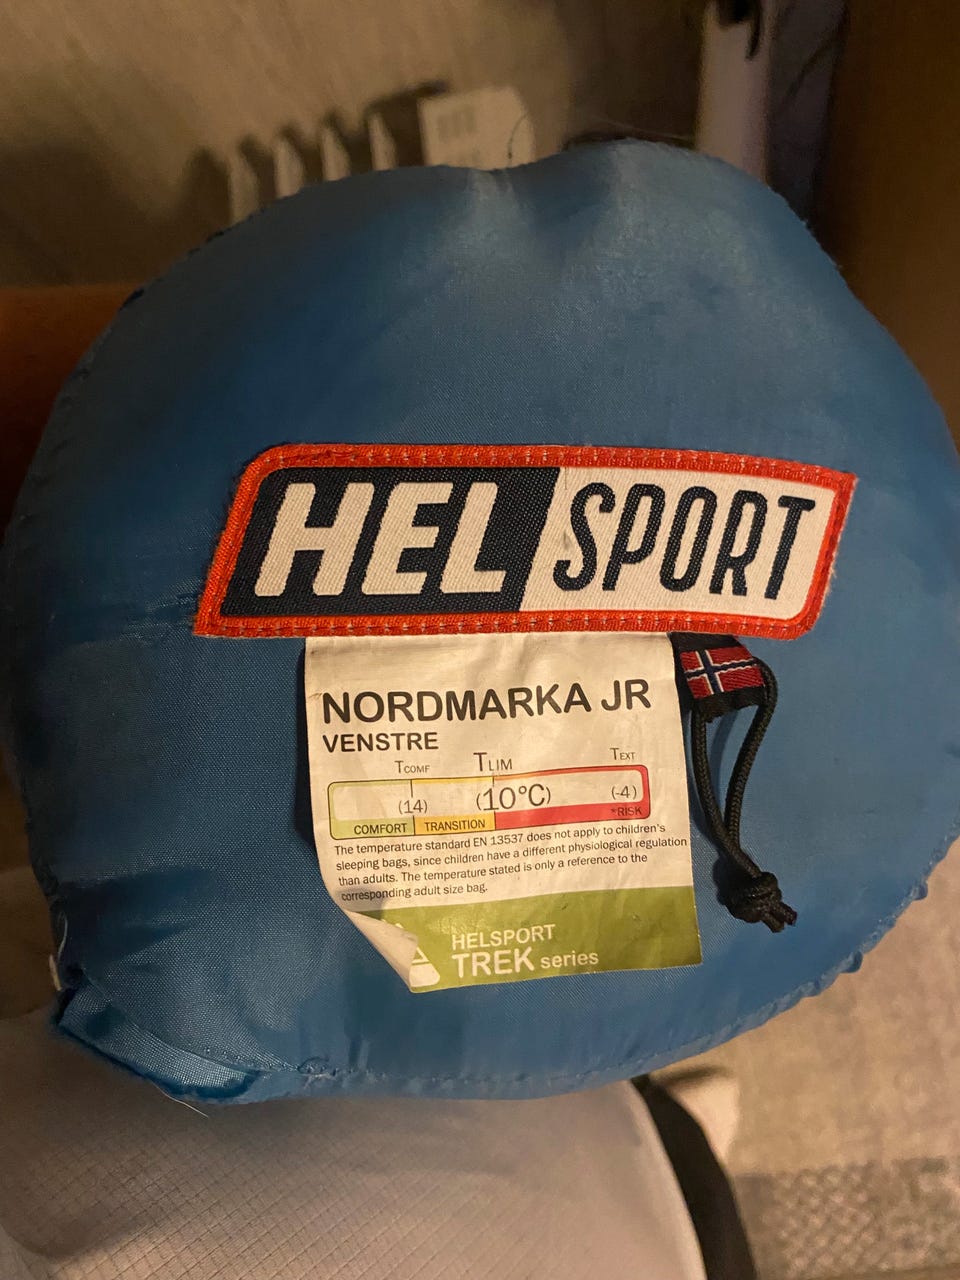 HELSPORT
NORDMARKA JR
VENSTRE
TCOMF TLIM TEXT
(14) (10°C) (-4)
COMFORT TRANSITION *RISK
The temperature standard EN 13537 does not apply to children's
sleeping bags, since children have a different physiological regulation
than adults. The temperature stated is only a reference to the
corresponding adult size bag.
HELSPORT
TREK series